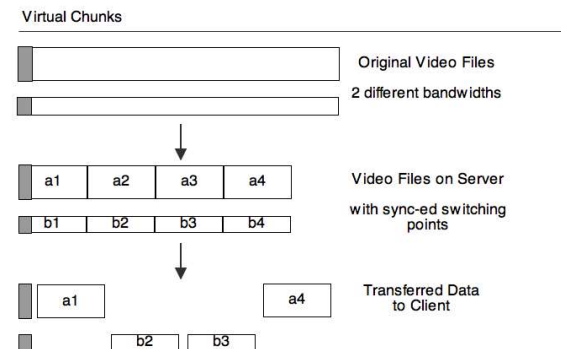 Virtual Chunks
Original Video Files
2 different bandwidths
a1 a2 a3 a4
Video Files on Server
b1 b2 b3 b4
with sync-ed switching
points
a1 a4
Transferred Data
to Client
b2 b3